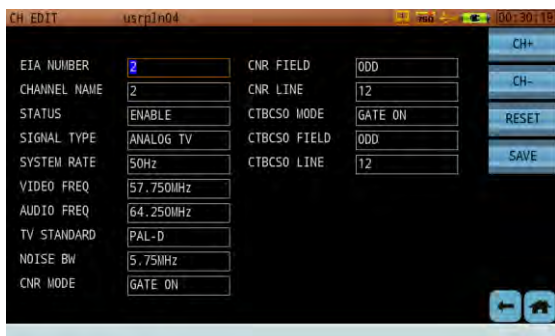 CH EDIT usrpln04 750 00:30:19
EIA NUMBER 2
CHANNEL NAME 2
STATUS ENABLE
SIGNAL TYPE ANALOG TV
SYSTEM RATE 50Hz
VIDEO FREQ 57.750MHz
AUDIO FREQ 64.250MHz
TV STANDARD PAL-D
NOISE BW 5.75MHz
CNR MODE GATE ON
CNR FIELD ODD
CNR LINE 12
CTBCSO MODE GATE ON
CTBCSO FIELD ODD
CTBCSO LINE 12
CH+
CH-
RESET
SAVE